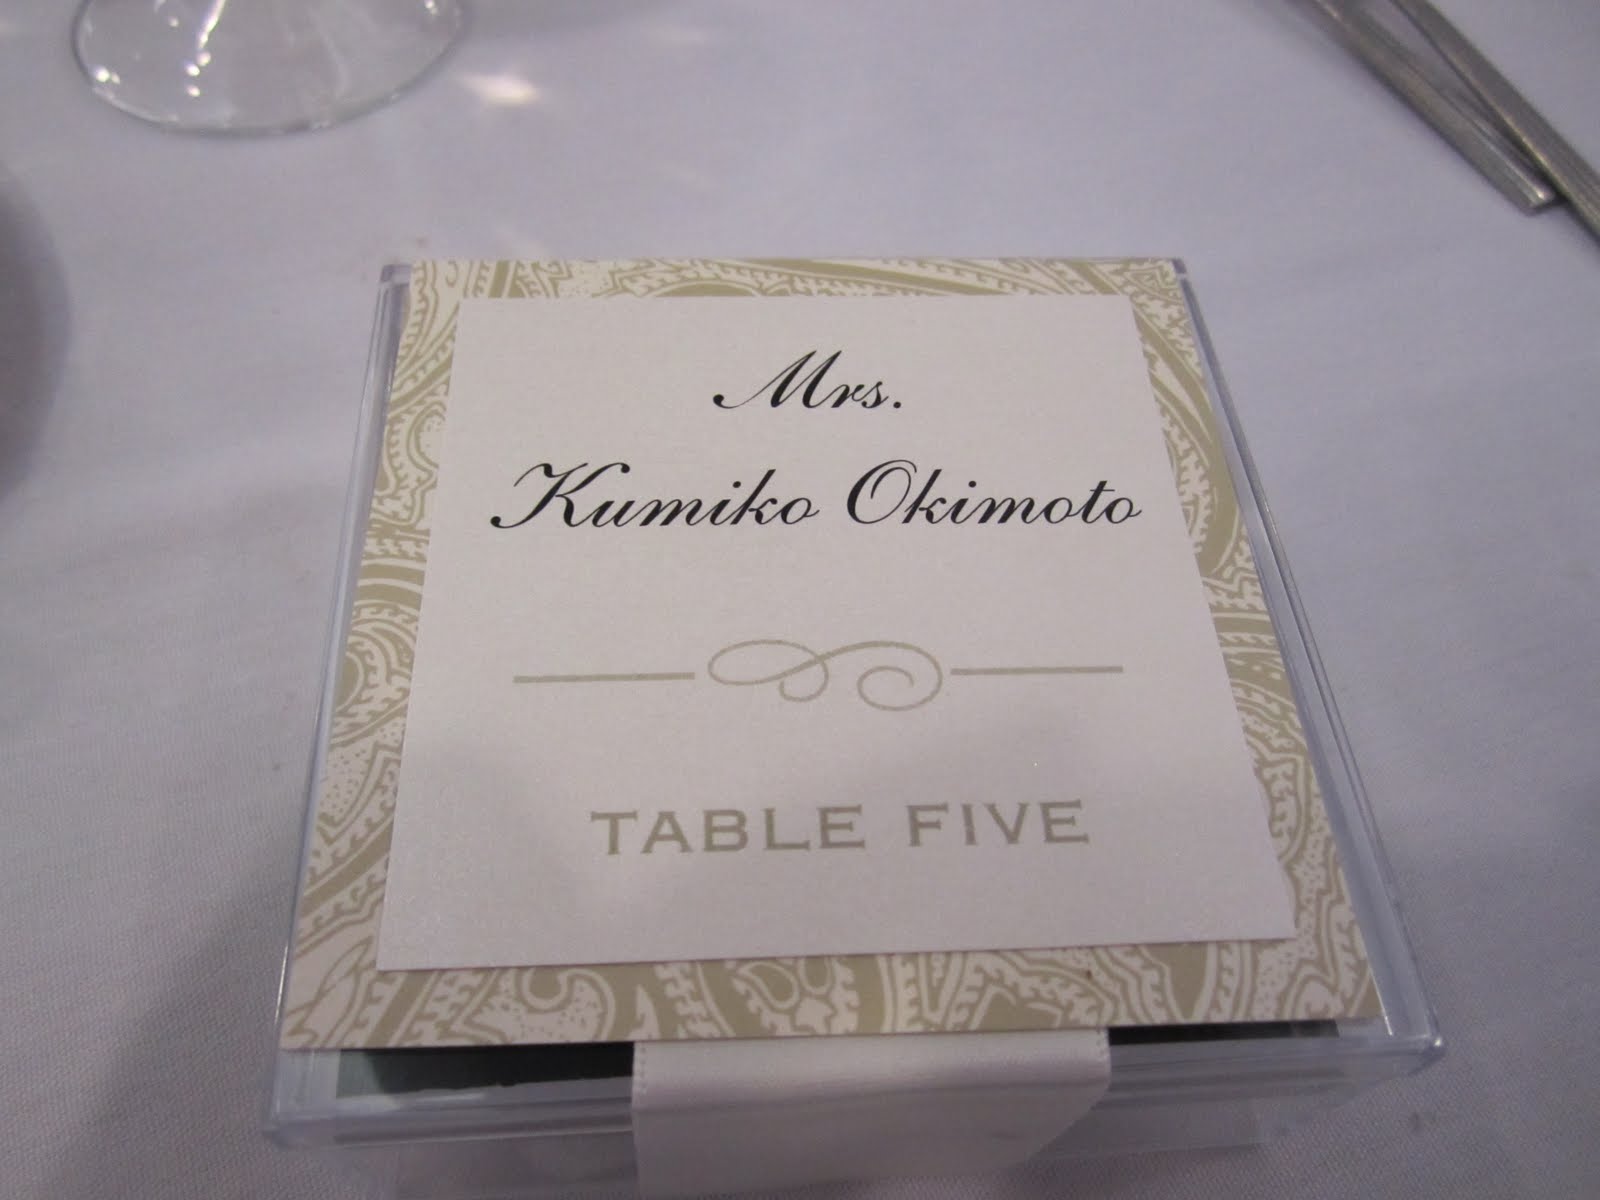 Mrs.
Kumiko Okimoto
TABLE FIVE